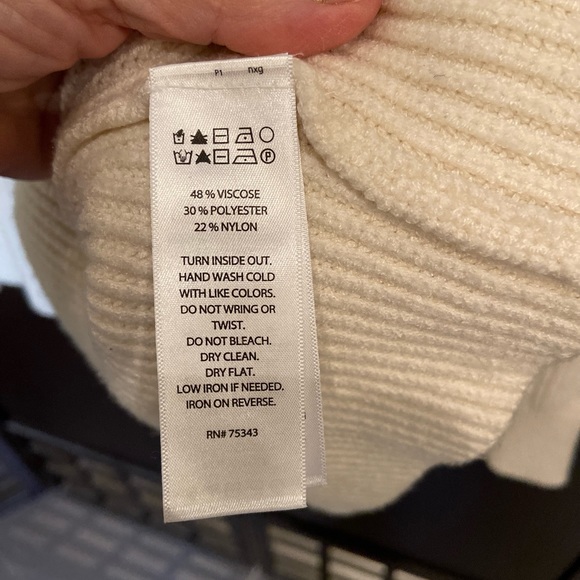 P1 nxg
48 % VISCOSE
30 % POLYESTER
22 % NYLON
TURN INSIDE OUT.
HAND WASH COLD
WITH LIKE COLORS.
DO NOT WRING OR
TWIST.
DO NOT BLEACH.
DRY CLEAN.
DRY FLAT.
LOW IRON IF NEEDED.
IRON ON REVERSE.
RN# 75343